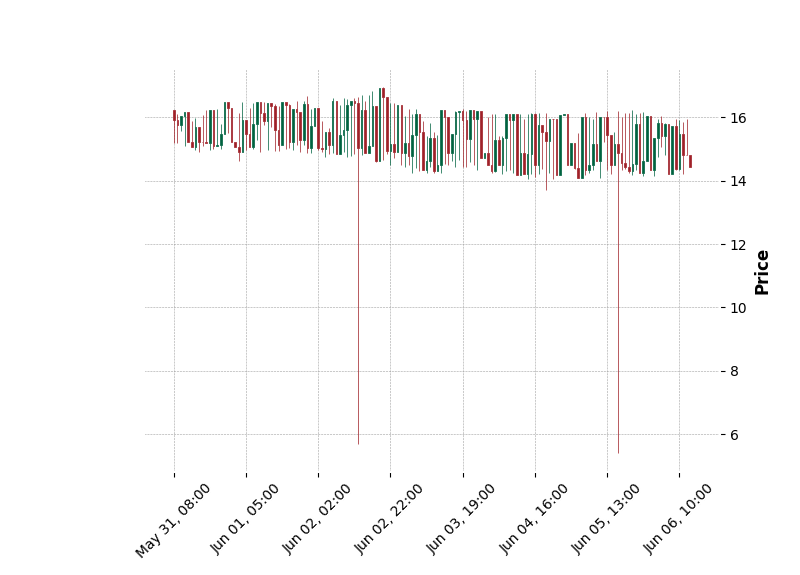 16
14
12
10
8
6
Price
May 31, 08:00
Jun 01, 05:00
Jun 02, 02:00
Jun 02, 22:00
Jun 03, 19:00
Jun 04, 16:00
Jun 05, 13:00
Jun 06, 10:00